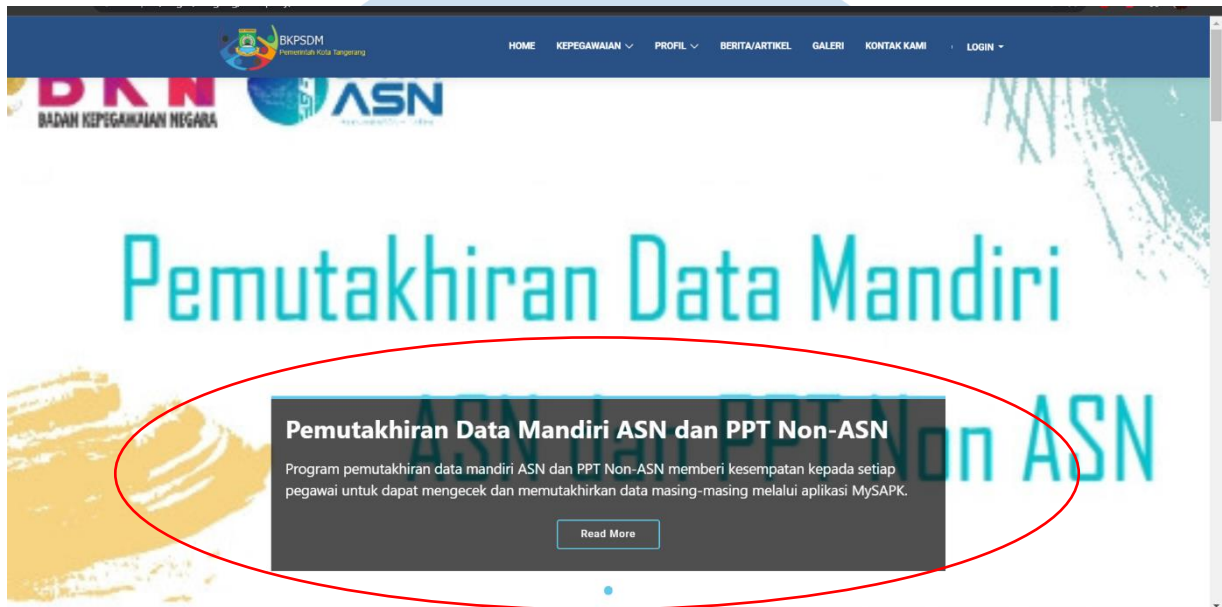 BKPSDM
Pemerintah Kota Tangerang
HOME KEPEGAWAIAN PROFIL BERITA/ARTIKEL GALERI KONTAK KAMI LOGIN
BKN ASN
BADAN KEPEGAWAIAN NEGARA
Pemutakhiran Data Mandiri
ASN dan PPT Non ASN
Pemutakhiran Data Mandiri ASN dan PPT Non-ASN
Program pemutakhiran data mandiri ASN dan PPT Non-ASN memberi kesempatan kepada setiap
pegawai untuk dapat mengecek dan memutakhirkan data masing-masing melalui aplikasi MySAPK.
Read More